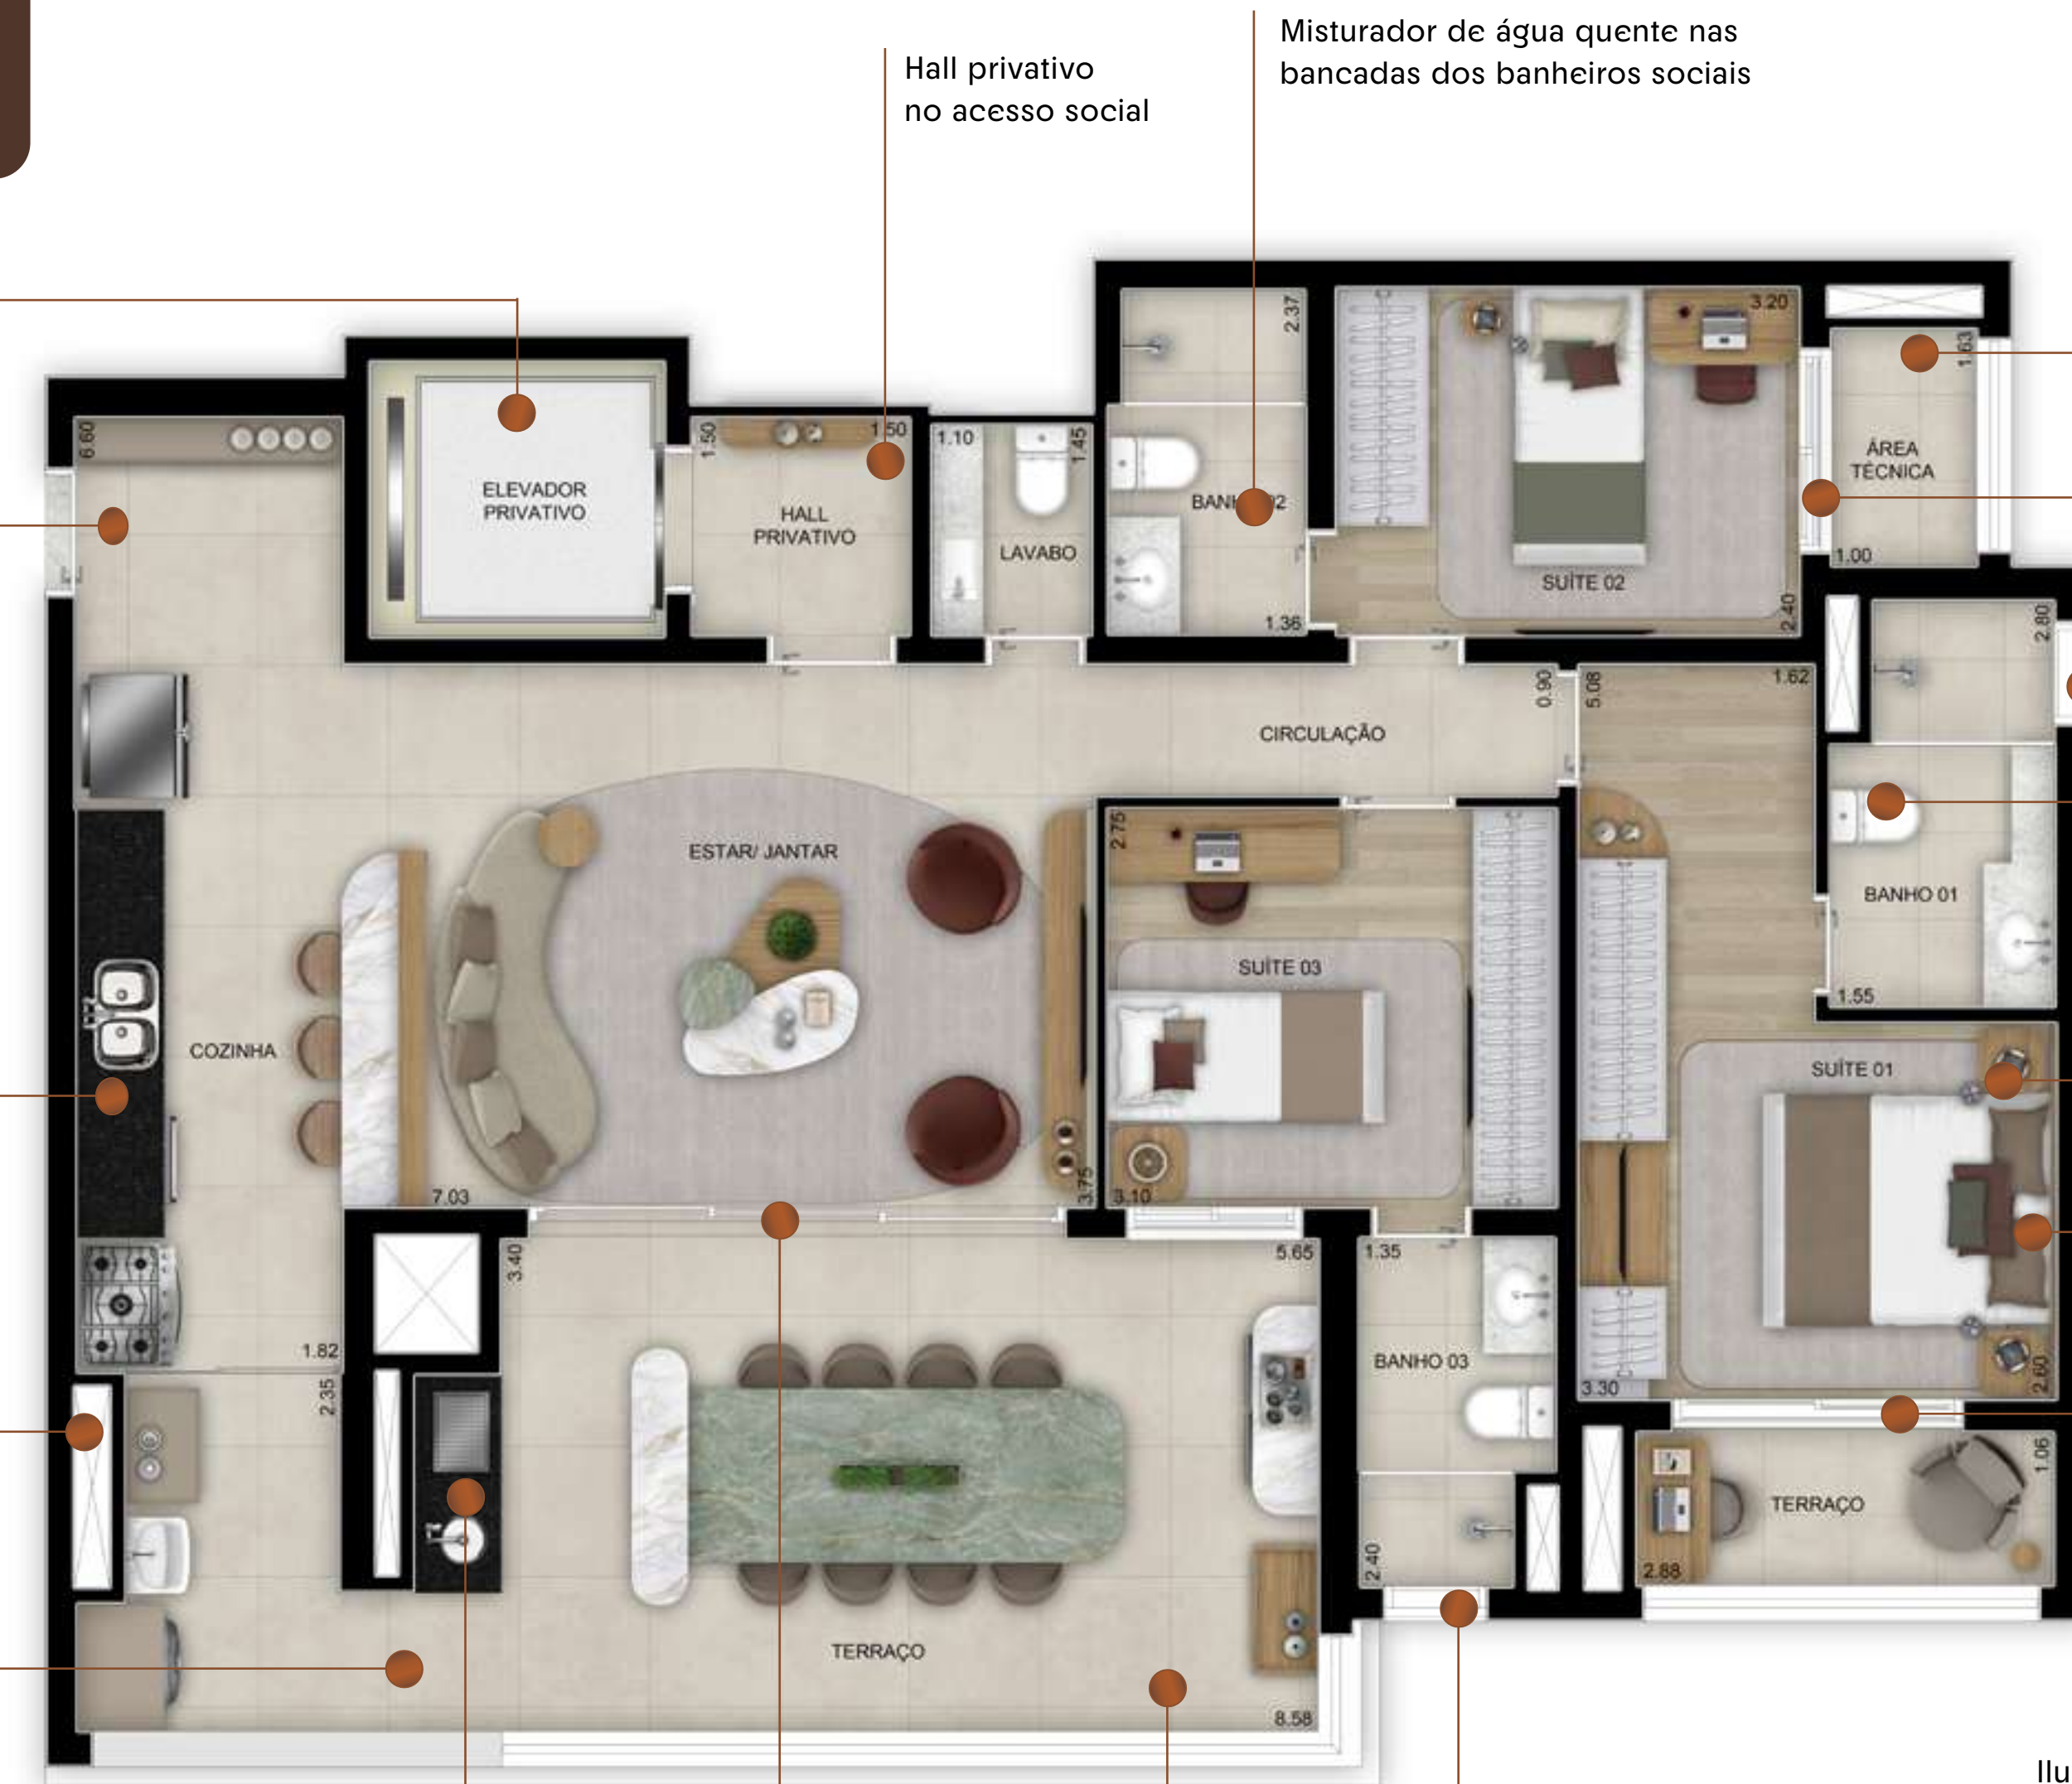 Misturador de água quente nas
bancadas dos banheiros sociais
Hall privativo
no acesso social
6.60
ELEVADOR
PRIVATIVO
1.50
1.50
HALL
PRIVATIVO
1.10
1.45
LAVABO
2.37
1.36
3.20
SUÍTE 02
2.40
1.63
ÁREA
TÉCNICA
1.00
CIRCULAÇÃO
0.90
5.08
1.62
2.80
BANHO 01
1.55
ESTAR/ JANTAR
7.03
3.75
COZINHA
1.82
2.35
2.75
SUÍTE 03
3.10
SUÍTE 01
3.30
2.60
3.40
5.65
TERRAÇO
8.58
1.35
BANHO 03
2.40
TERRAÇO
1.06
2.88